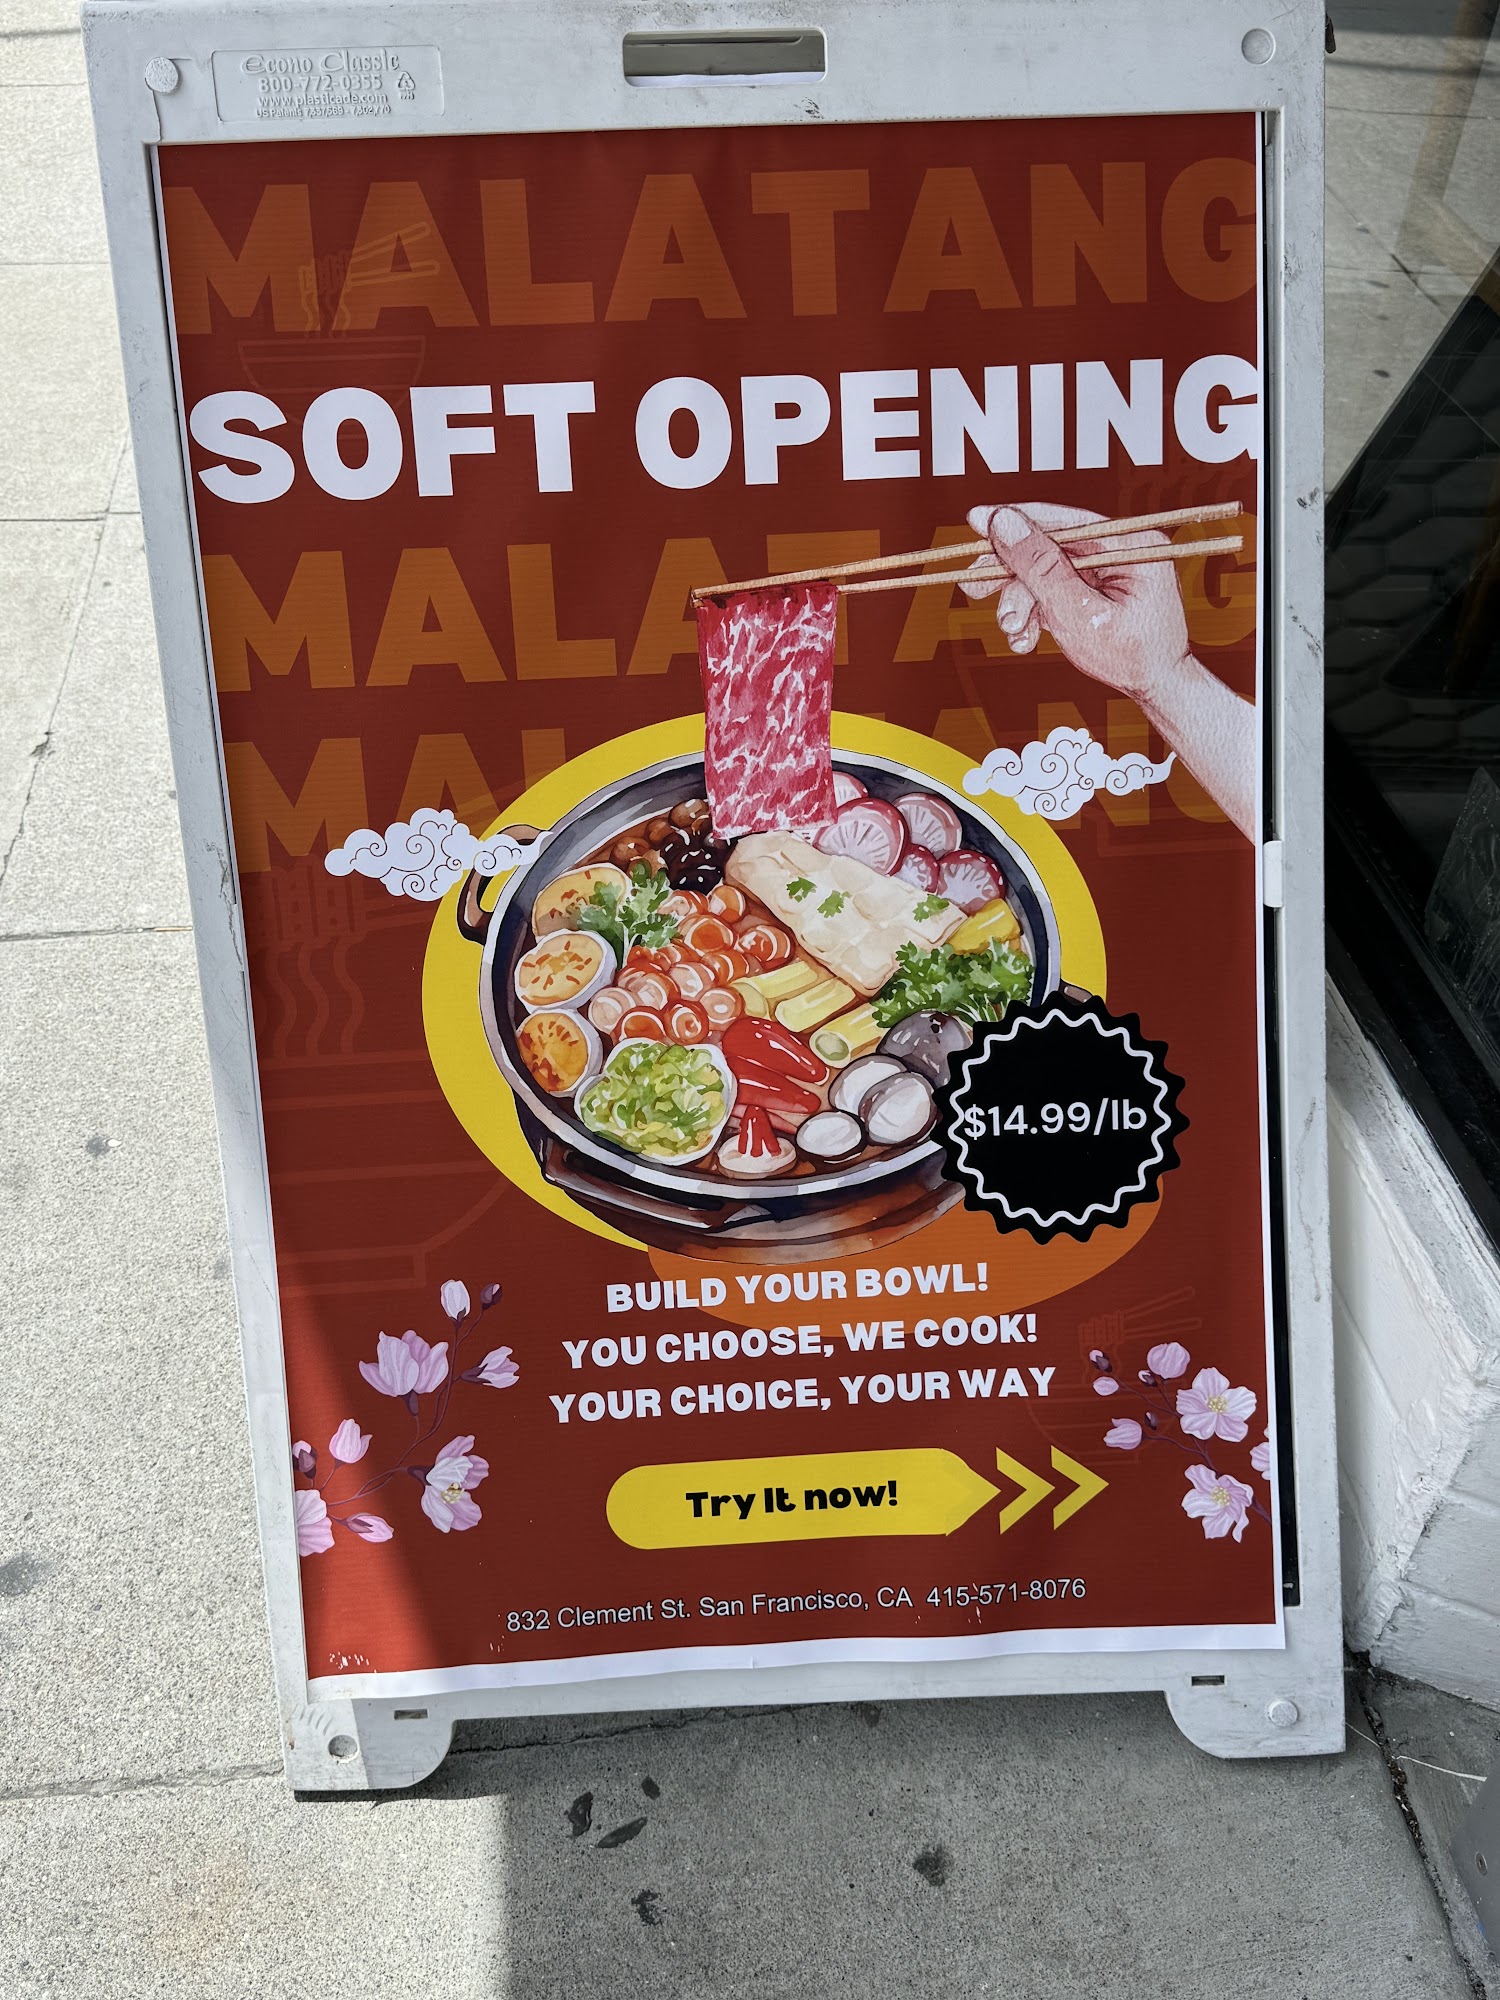 Econo Classic
800-772-0355
www.plasticade.com
MALATANG
SOFT OPENING
MALATANG
$14.99/lb
BUILD YOUR BOWL!
YOU CHOOSE, WE COOK!
YOUR CHOICE, YOUR WAY
Try It now!
832 Clement St. San Francisco, CA 415-571-8076